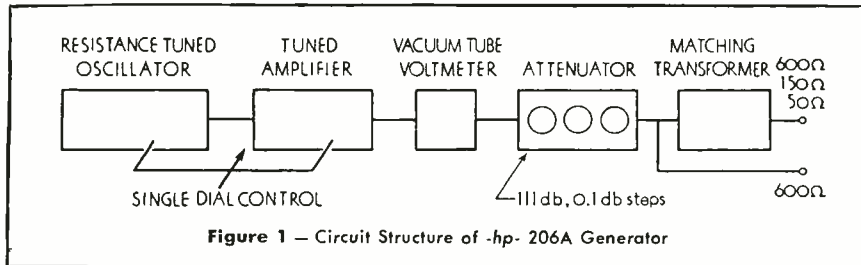 RESISTANCE TUNED
OSCILLATOR
TUNED
AMPLIFIER
VACUUM TUBE
VOLTMETER
ATTENUATOR
MATCHING
TRANSFORMER
600Ω
150Ω
50Ω
SINGLE DIAL CONTROL
111 db, 0.1 db steps
600Ω
Figure 1 — Circuit Structure of -hp- 206A Generator